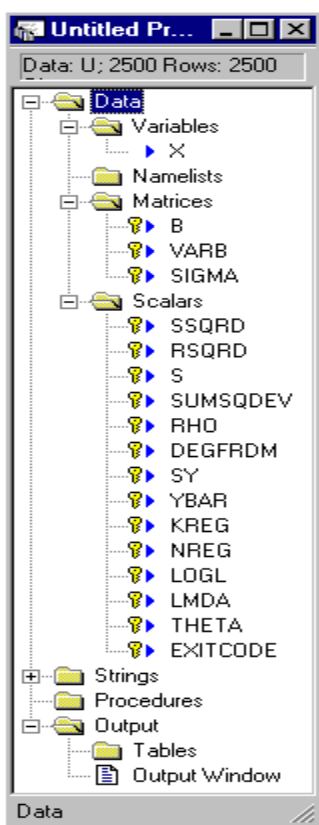 Untitled Pr...
Data: U; 2500 Rows: 2500
Data
Variables
X
Namelists
Matrices
B
VARB
SIGMA
Scalars
SSQRD
RSQRD
S
SUMSQDEV
RHO
DEGFRDM
SY
YBAR
KREG
NREG
LOGL
LMDA
THETA
EXITCODE
Strings
Procedures
Output
Tables
Output Window
Data